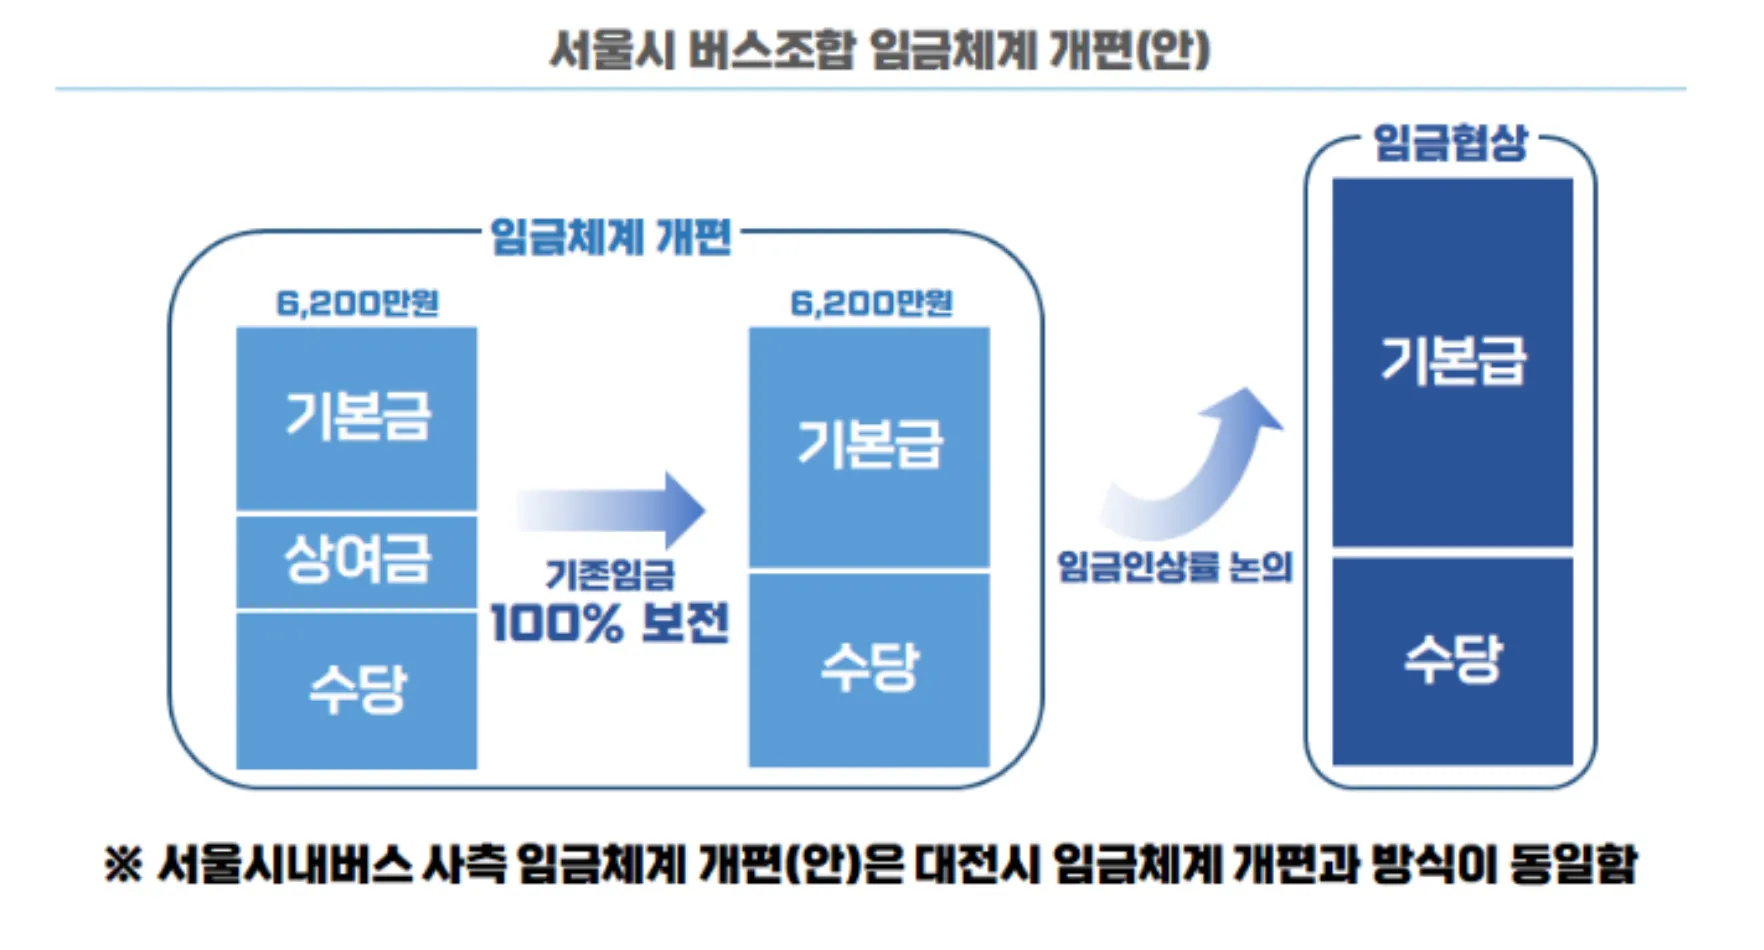 서울시 버스조합 임금체계 개편(안)
임금체계 개편
6,200만원
기본금
상여금
수당
기존임금
100% 보전
6,200만원
기본급
수당
임금인상률 논의
임금협상
기본급
수당
※ 서울시내버스 사측 임금체계 개편(안)은 대전시 임금체계 개편과 방식이 동일함